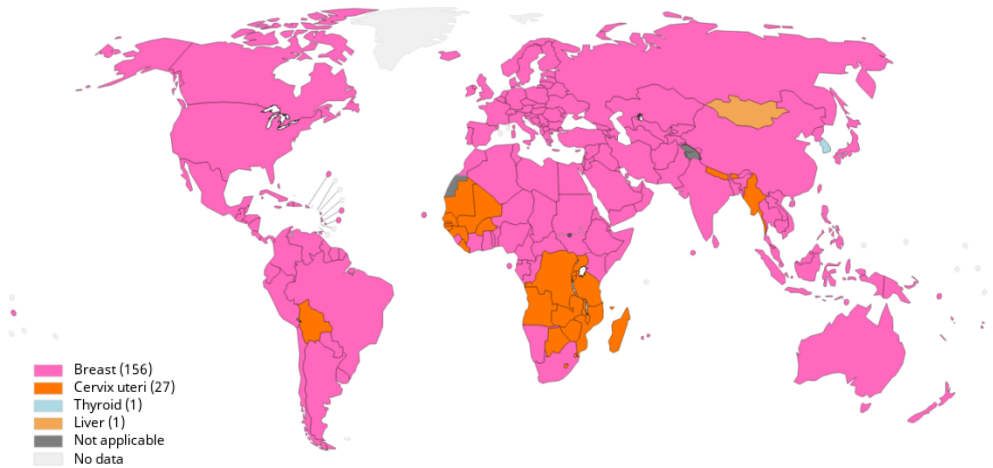 Breast (156)
Cervix uteri (27)
Thyroid (1)
Liver (1)
Not applicable
No data